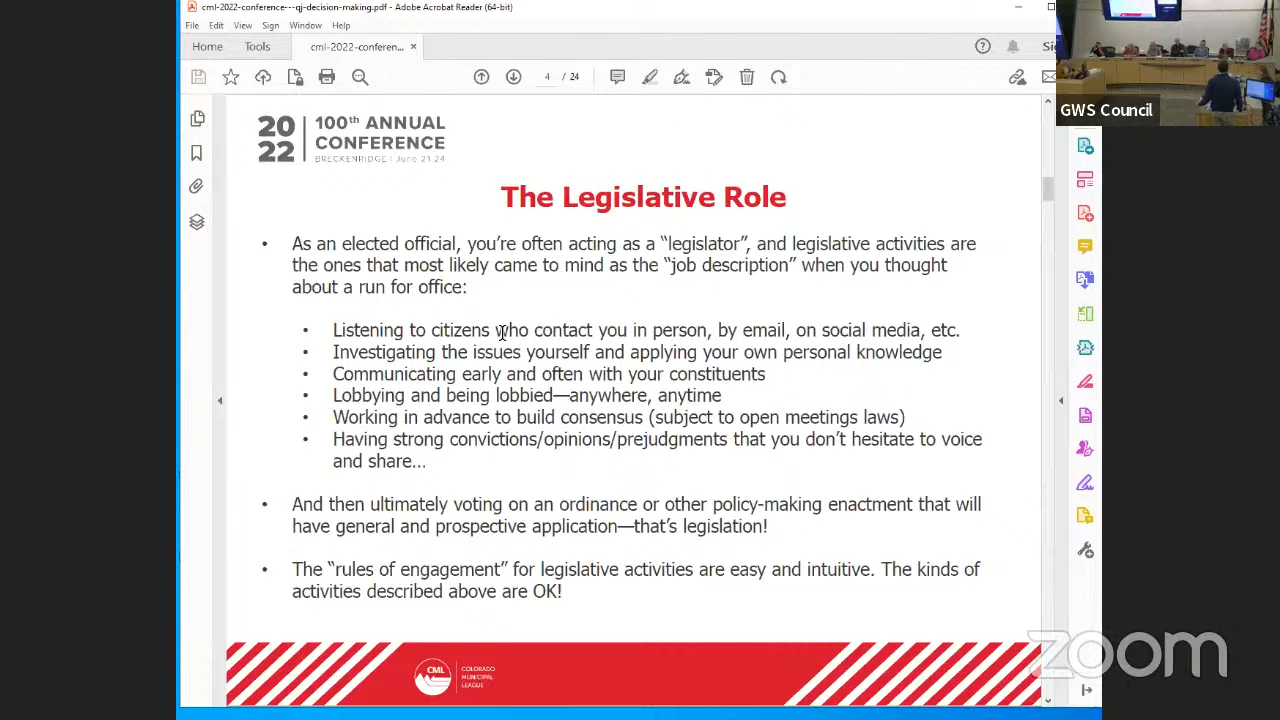 cml-2022-conference---qj-decision-making.pdf - Adobe Acrobat Reader (64-bit)
File Edit View Sign Window Help
Home Tools cml-2022-conferen... ×
4 / 24
GWS Council
20
22
100th ANNUAL
CONFERENCE
BRECKENRIDGE | June 21-24
The Legislative Role
• As an elected official, you're often acting as a “legislator”, and legislative activities are
the ones that most likely came to mind as the “job description” when you thought
about a run for office:
• Listening to citizens who contact you in person, by email, on social media, etc.
• Investigating the issues yourself and applying your own personal knowledge
• Communicating early and often with your constituents
• Lobbying and being lobbied—anywhere, anytime
• Working in advance to build consensus (subject to open meetings laws)
• Having strong convictions/opinions/prejudgments that you don't hesitate to voice
and share…
• And then ultimately voting on an ordinance or other policy-making enactment that will
have general and prospective application—that's legislation!
• The “rules of engagement” for legislative activities are easy and intuitive. The kinds of
activities described above are OK!
CML
COLORADO
MUNICIPAL
LEAGUE
zoom